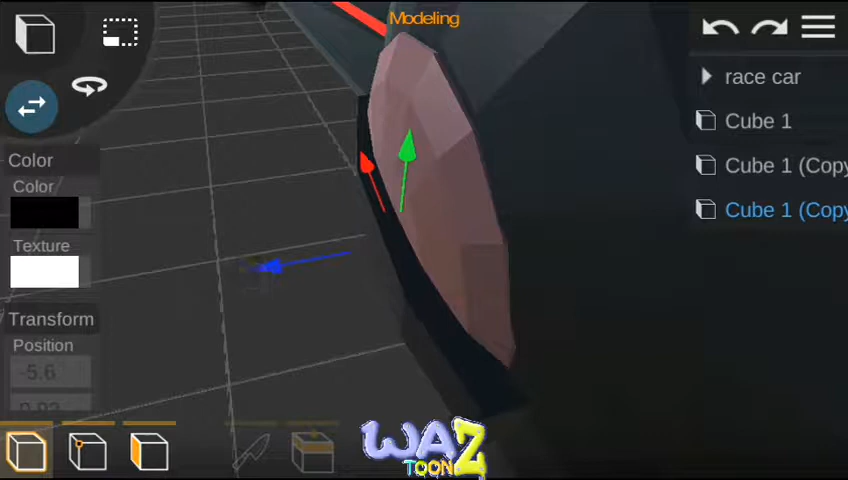 Modeling
race car
Cube 1
Cube 1 (Copy
Cube 1 (Copy
Color
Color
Texture
Transform
Position
-5.6
WAZ
TOON